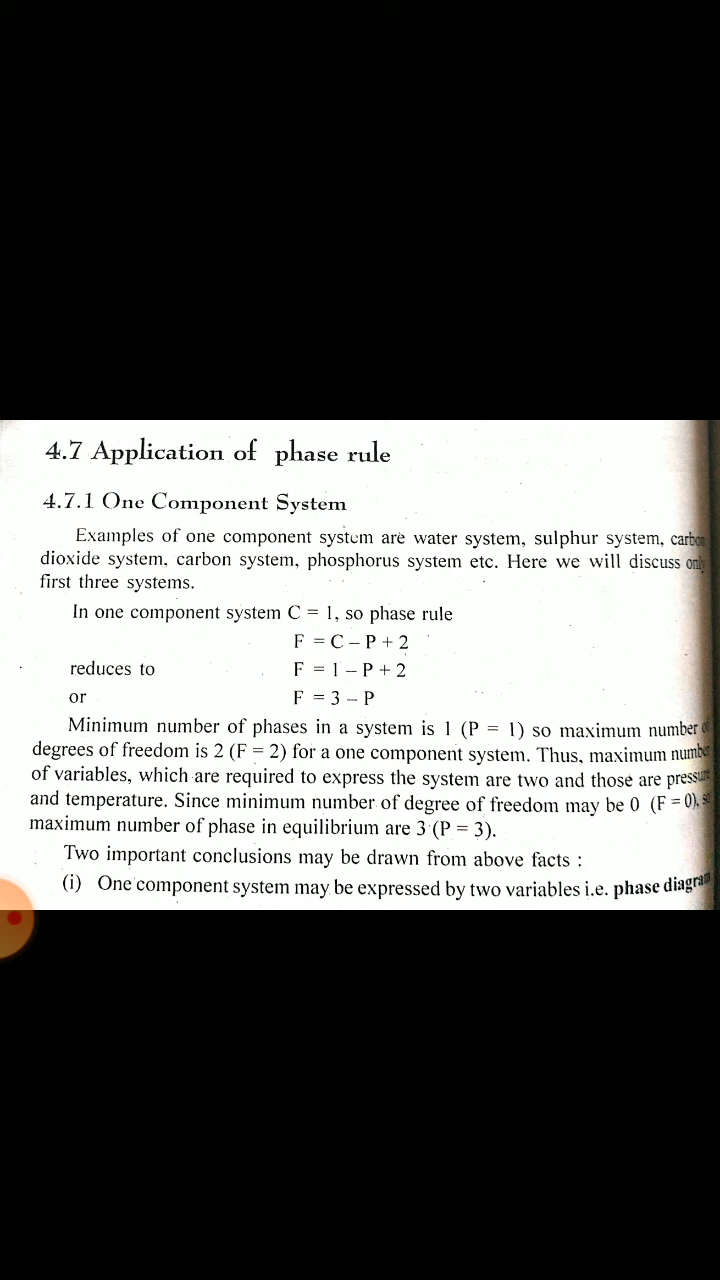 4.7 Application of phase rule
4.7.1 One Component System
Examples of one component system are water system, sulphur system, carbon
dioxide system, carbon system, phosphorus system etc. Here we will discuss only
first three systems.
In one component system C = 1, so phase rule
F = C – P + 2
reduces to F = 1 – P + 2
or F = 3 – P
Minimum number of phases in a system is 1 (P = 1) so maximum number of
degrees of freedom is 2 (F = 2) for a one component system. Thus, maximum number
of variables, which are required to express the system are two and those are pressure
and temperature. Since minimum number of degree of freedom may be 0 (F = 0), so
maximum number of phase in equilibrium are 3 (P = 3).
Two important conclusions may be drawn from above facts :
(i) One component system may be expressed by two variables i.e. phase diagram